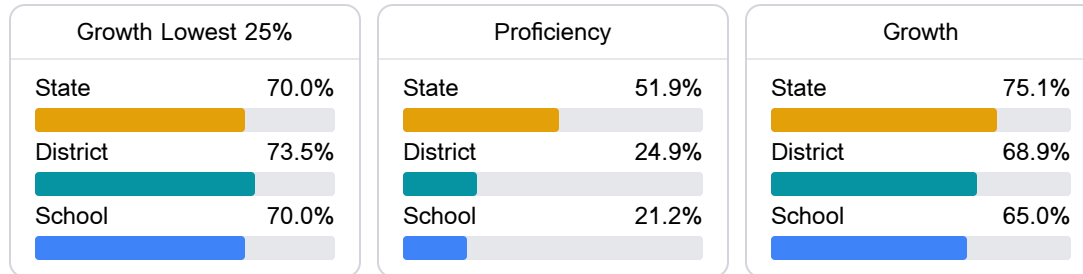 Growth Lowest 25%
State 70.0%
District 73.5%
School 70.0%
Proficiency
State 51.9%
District 24.9%
School 21.2%
Growth
State 75.1%
District 68.9%
School 65.0%